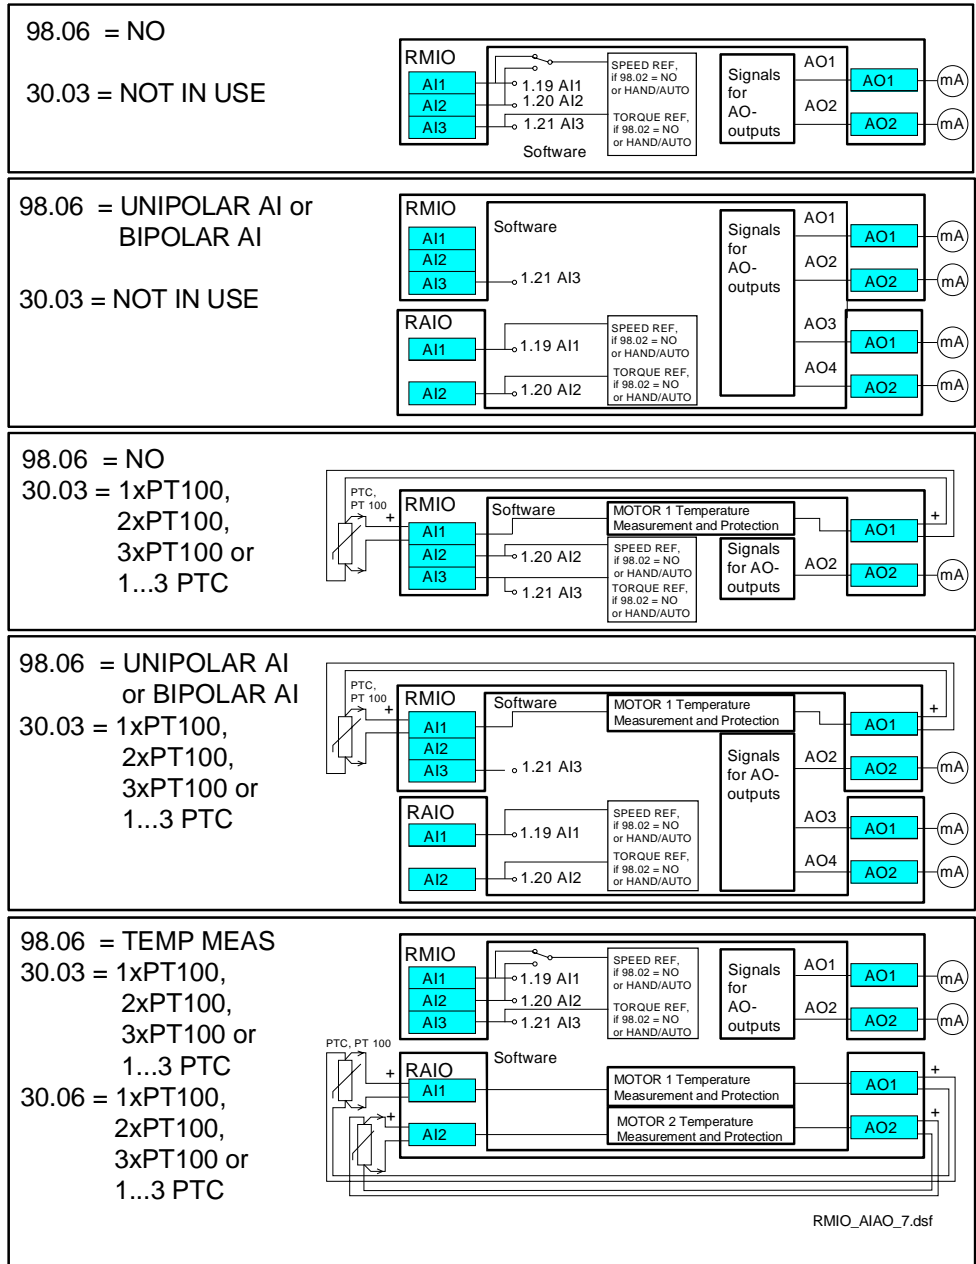 98.06 = NO
30.03 = NOT IN USE
RMIO
AI1
AI2
AI3
1.19 AI1
1.20 AI2
1.21 AI3
Software
SPEED REF,
if 98.02 = NO
or HAND/AUTO
TORQUE REF,
if 98.02 = NO
or HAND/AUTO
Signals
for
AO-
outputs
AO1
AO2
AO1
AO2
mA
mA
98.06 = UNIPOLAR AI or
BIPOLAR AI
30.03 = NOT IN USE
RMIO
AI1
AI2
AI3
Software
1.21 AI3
RAIO
AI1
AI2
1.19 AI1
1.20 AI2
SPEED REF,
if 98.02 = NO
or HAND/AUTO
TORQUE REF,
if 98.02 = NO
or HAND/AUTO
Signals
for
AO-
outputs
AO1
AO2
AO3
AO4
AO1
AO2
AO1
AO2
mA
mA
mA
mA
98.06 = NO
30.03 = 1xPT100,
2xPT100,
3xPT100 or
1...3 PTC
PTC,
PT 100
+
RMIO
AI1
AI2
AI3
Software
1.20 AI2
1.21 AI3
MOTOR 1 Temperature
Measurement and Protection
SPEED REF,
if 98.02 = NO
or HAND/AUTO
TORQUE REF,
if 98.02 = NO
or HAND/AUTO
Signals
for AO-
outputs
AO2
AO1
AO2
+
mA
98.06 = UNIPOLAR AI
or BIPOLAR AI
30.03 = 1xPT100,
2xPT100,
3xPT100 or
1...3 PTC
PTC,
PT 100
+
RMIO
AI1
AI2
AI3
Software
1.21 AI3
MOTOR 1 Temperature
Measurement and Protection
RAIO
AI1
AI2
1.19 AI1
1.20 AI2
SPEED REF,
if 98.02 = NO
or HAND/AUTO
TORQUE REF,
if 98.02 = NO
or HAND/AUTO
Signals
for AO-
outputs
AO2
AO3
AO4
AO1
AO2
AO1
AO2
+
mA
mA
mA
98.06 = TEMP MEAS
30.03 = 1xPT100,
2xPT100,
3xPT100 or
1...3 PTC
30.06 = 1xPT100,
2xPT100,
3xPT100 or
1...3 PTC
RMIO
AI1
AI2
AI3
1.19 AI1
1.20 AI2
1.21 AI3
SPEED REF,
if 98.02 = NO
or HAND/AUTO
TORQUE REF,
if 98.02 = NO
or HAND/AUTO
Signals
for
AO-
outputs
AO1
AO2
AO1
AO2
mA
mA
PTC, PT 100
+
+
RAIO
AI1
AI2
Software
MOTOR 1 Temperature
Measurement and Protection
MOTOR 2 Temperature
Measurement and Protection
AO1
AO2
+
+
RMIO_AIAO_7.dsf